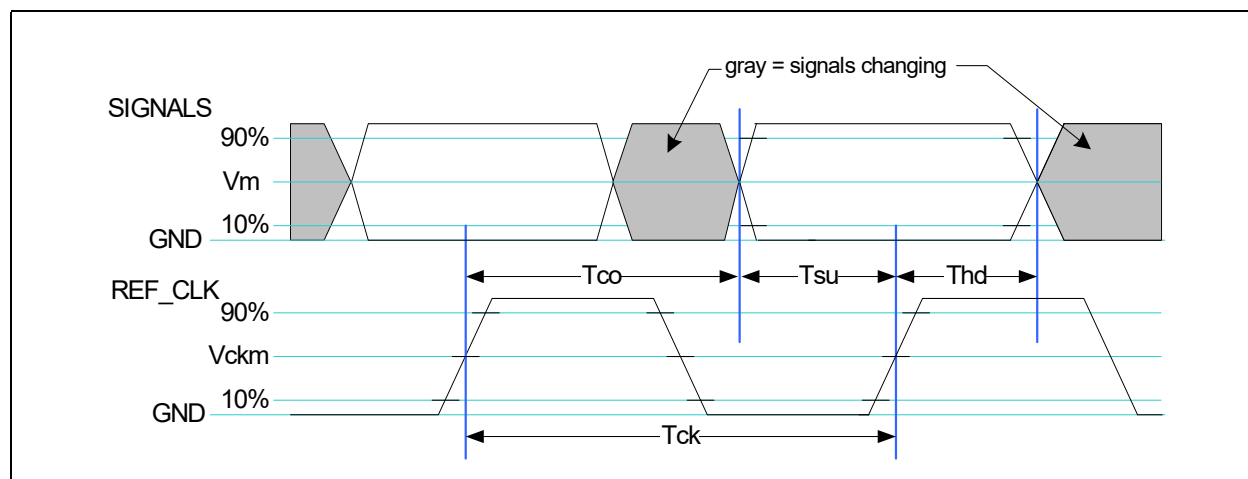 gray = signals changing
SIGNALS
90%
Vm
10%
GND
Tco
Tsu
Thd
REF_CLK
90%
Vckm
10%
GND
Tck